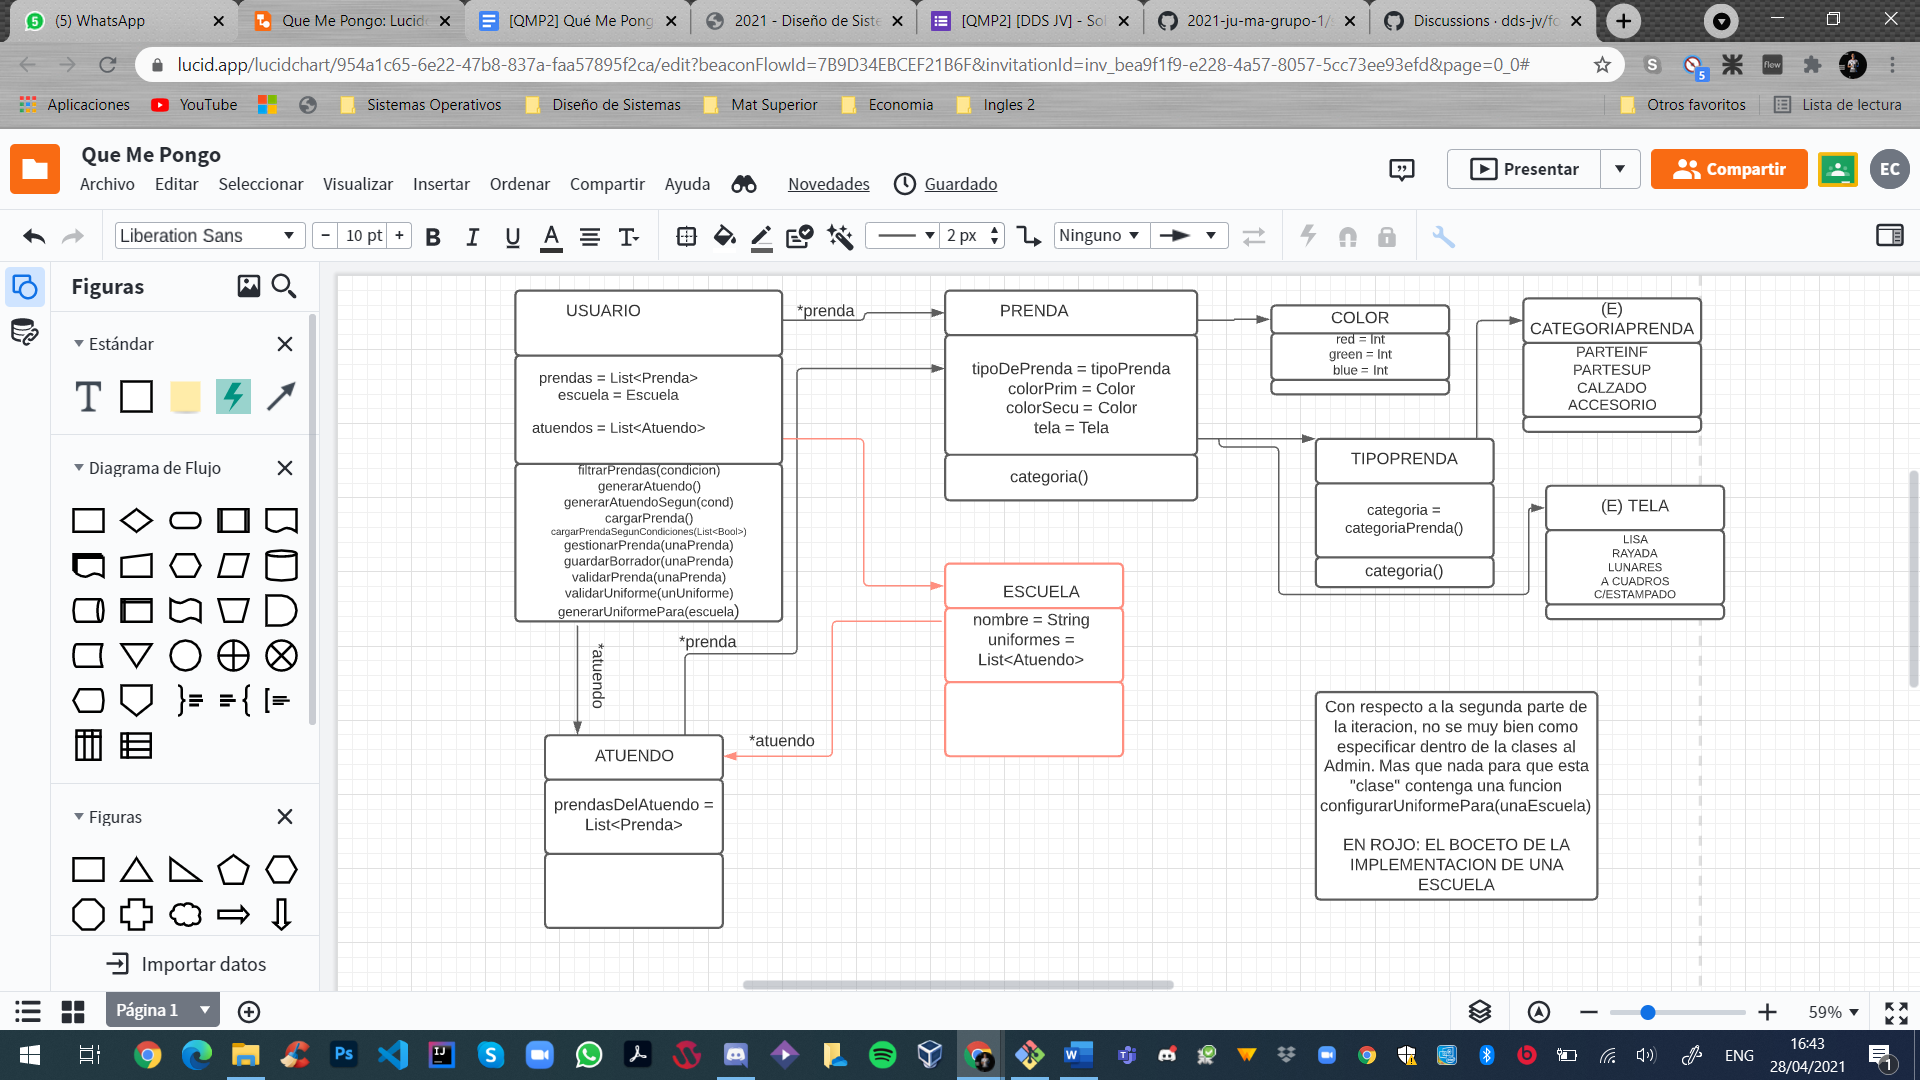 (5) WhatsApp
Que Me Pongo: Lucid
[QMP2] Qué Me Pong
2021 - Diseño de Siste
[QMP2] [DDS JV] - Sol
2021-ju-ma-grupo-1/
Discussions · dds-jv/fo
lucid.app/lucidchart/954a1c65-6e22-47b8-837a-faa57895f2ca/edit?beaconFlowId=7B9D34EBCEF21B6F&invitationId=inv_bea9f1f9-e228-4a57-8057-5cc73ee93efd&page=0_0#
5
flow
Aplicaciones
YouTube
Sistemas Operativos
Diseño de Sistemas
Mat Superior
Economia
Ingles 2
Otros favoritos
Lista de lectura
Que Me Pongo
Archivo Editar Seleccionar Visualizar Insertar Ordenar Compartir Ayuda
Novedades
Guardado
Presentar
Compartir
EC
Liberation Sans
10 pt
2 px
Ninguno
Figuras
Estándar
Diagrama de Flujo
Figuras
Importar datos
USUARIO
prendas = List<Prenda>
escuela = Escuela
atuendos = List<Atuendo>
filtrarPrendas(condicion)
generarAtuendo()
generarAtuendoSegun(cond)
cargarPrenda()
cargarPrendaSegunCondiciones(List<Bool>)
gestionarPrenda(unaPrenda)
guardarBorrador(unaPrenda)
validarPrenda(unaPrenda)
validarUniforme(unUniforme)
generarUniformePara(escuela)
*prenda
*prenda
*atuendo
*atuendo
PRENDA
tipoDePrenda = tipoPrenda
colorPrim = Color
colorSecu = Color
tela = Tela
categoria()
COLOR
red = Int
green = Int
blue = Int
(E)
CATEGORIAPRENDA
PARTEINF
PARTESUP
CALZADO
ACCESORIO
TIPOPRENDA
categoria =
categoriaPrenda()
categoria()
(E) TELA
LISA
RAYADA
LUNARES
A CUADROS
C/ESTAMPADO
ESCUELA
nombre = String
uniformes =
List<Atuendo>
ATUENDO
prendasDelAtuendo =
List<Prenda>
Con respecto a la segunda parte de
la iteracion, no se muy bien como
especificar dentro de la clases al
Admin. Mas que nada para que esta
"clase" contenga una funcion
configurarUniformePara(unaEscuela)
EN ROJO: EL BOCETO DE LA
IMPLEMENTACION DE UNA
ESCUELA
Página 1
59%
ENG
16:43
28/04/2021
1